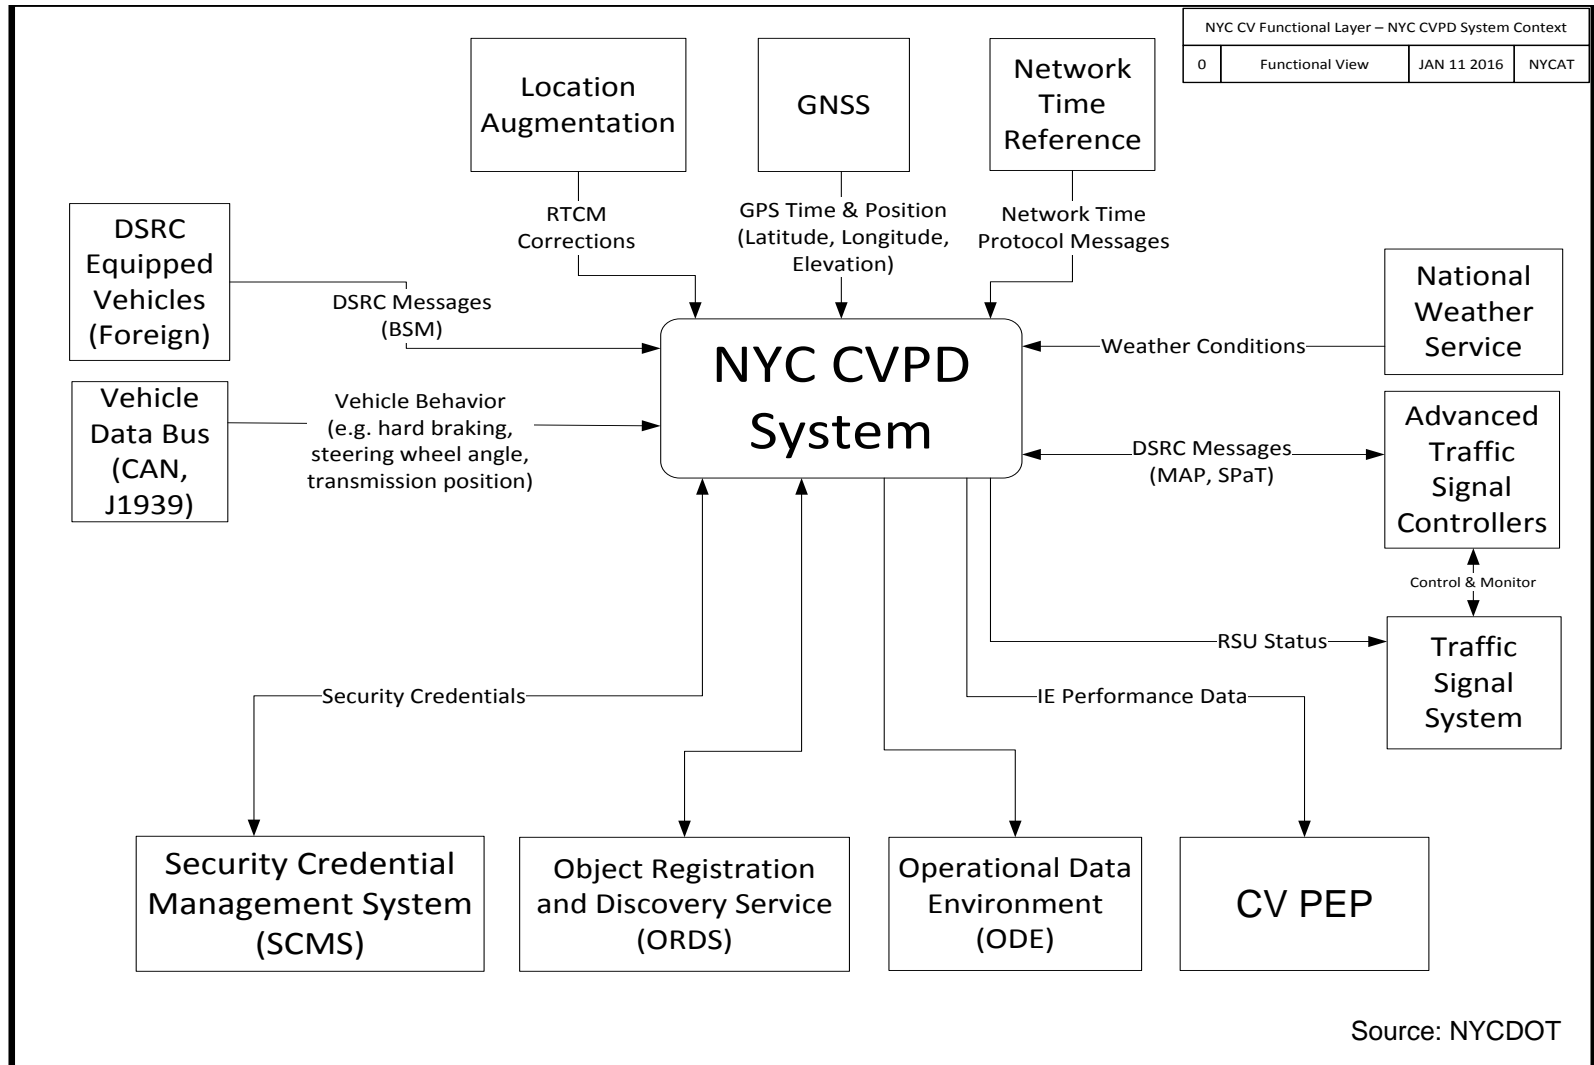 NYC CV Functional Layer – NYC CVPD System Context
0 Functional View JAN 11 2016 NYCAT
Location
Augmentation
GNSS
Network
Time
Reference
RTCM
Corrections
GPS Time & Position
(Latitude, Longitude,
Elevation)
Network Time
Protocol Messages
DSRC
Equipped
Vehicles
(Foreign)
DSRC Messages
(BSM)
National
Weather
Service
Weather Conditions
NYC CVPD
System
Vehicle
Data Bus
(CAN,
J1939)
Vehicle Behavior
(e.g. hard braking,
steering wheel angle,
transmission position)
DSRC Messages
(MAP, SPaT)
Advanced
Traffic
Signal
Controllers
Control & Monitor
RSU Status
Traffic
Signal
System
Security Credentials
IE Performance Data
Security Credential
Management System
(SCMS)
Object Registration
and Discovery Service
(ORDS)
Operational Data
Environment
(ODE)
CV PEP
Source: NYCDOT